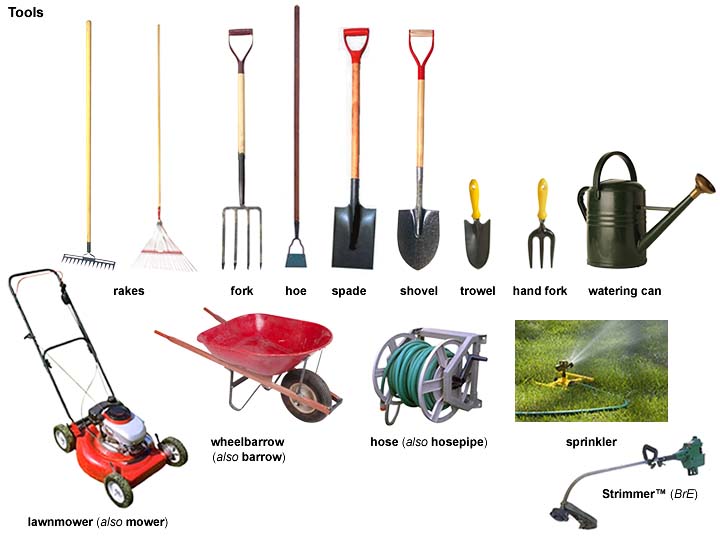 Tools
rakes
fork
hoe
spade
shovel
trowel
hand fork
watering can
wheelbarrow
(also barrow)
hose (also hosepipe)
sprinkler
Strimmer™ (BrE)
lawnmower (also mower)